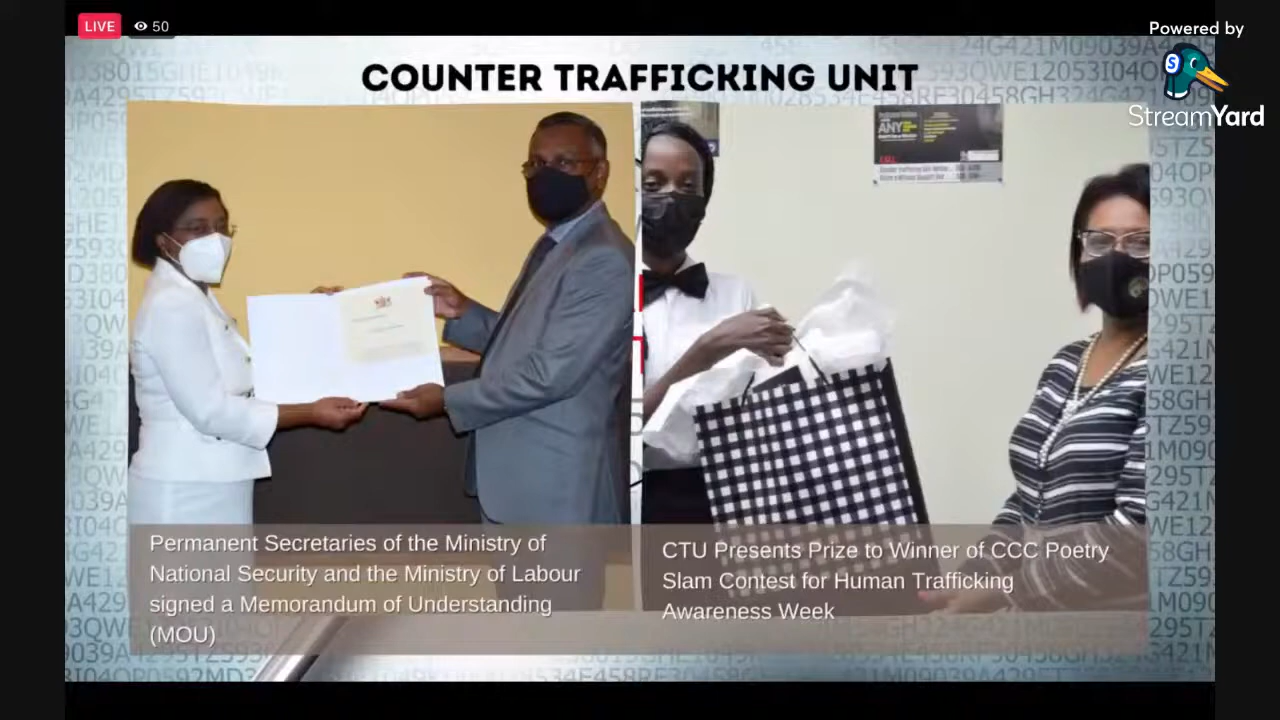 LIVE
50
Powered by
StreamYard
COUNTER TRAFFICKING UNIT
ANY
Permanent Secretaries of the Ministry of
National Security and the Ministry of Labour
signed a Memorandum of Understanding
(MOU)
CTU Presents Prize to Winner of CCC Poetry
Slam Contest for Human Trafficking
Awareness Week